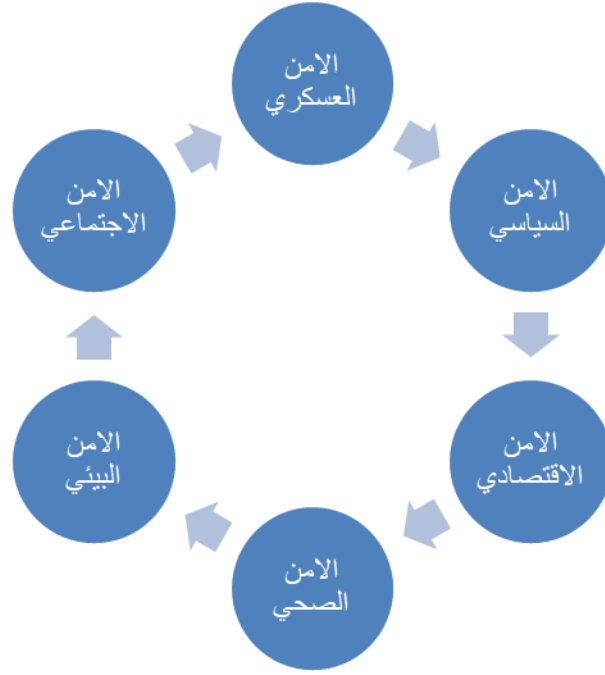 الامن
العسكري
الامن
السياسي
الامن
الاقتصادي
الامن
الصحي
الامن
البيئي
الامن
الاجتماعي